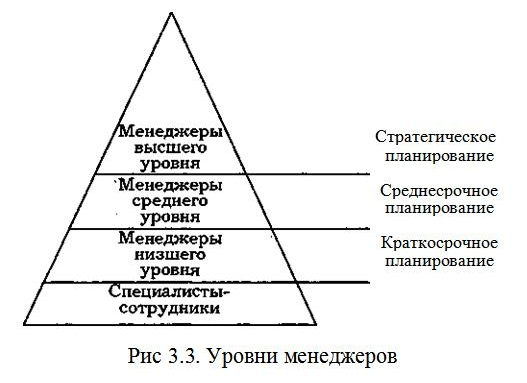 Менеджеры
высшего
уровня
Стратегическое
планирование
Менеджеры
среднего
уровня
Среднесрочное
планирование
Менеджеры
низшего
уровня
Краткосрочное
планирование
Специалисты-
сотрудники
Рис 3.3. Уровни менеджеров